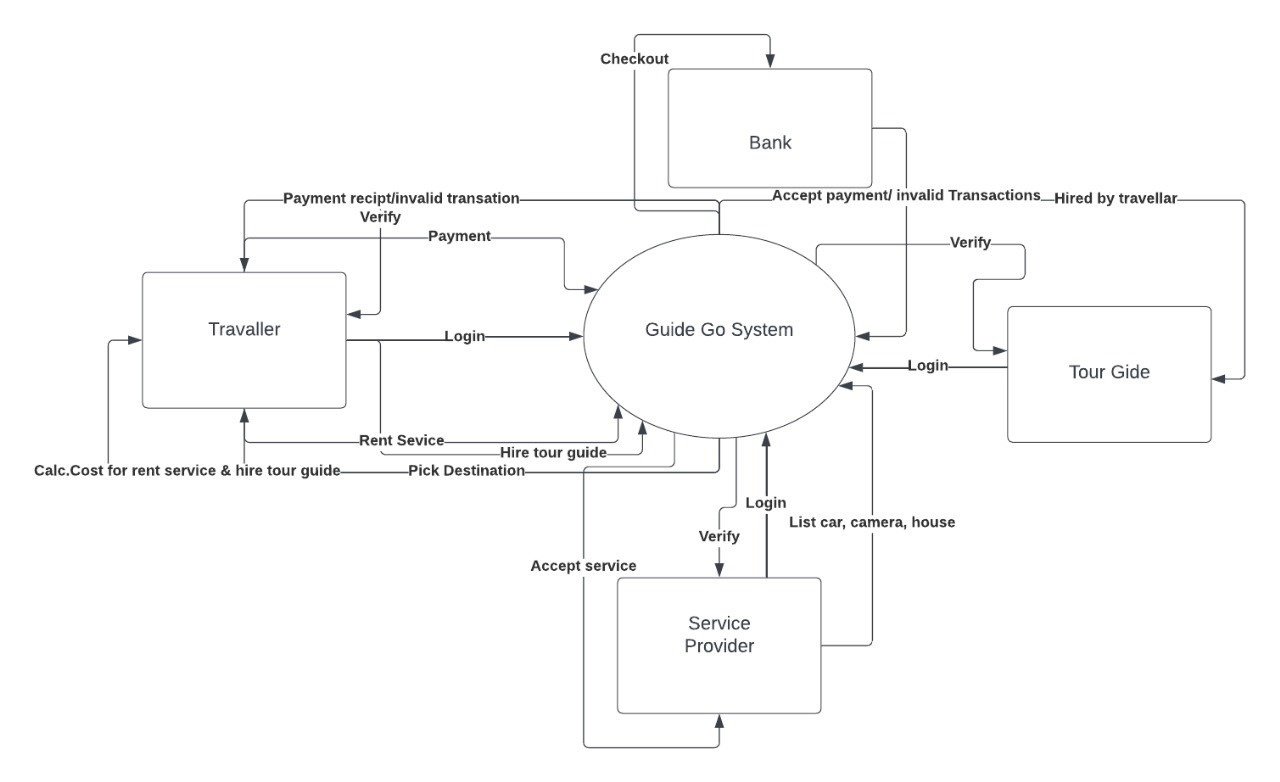 Checkout
Bank
Payment recipt/invalid transation
Accept payment/ invalid Transactions
Hired by travellar
Verify
Payment
Verify
Travaller
Guide Go System
Login
Login
Tour Gide
Rent Sevice
Hire tour guide
Calc.Cost for rent service & hire tour guide
Pick Destination
Login
List car, camera, house
Verify
Accept service
Service
Provider